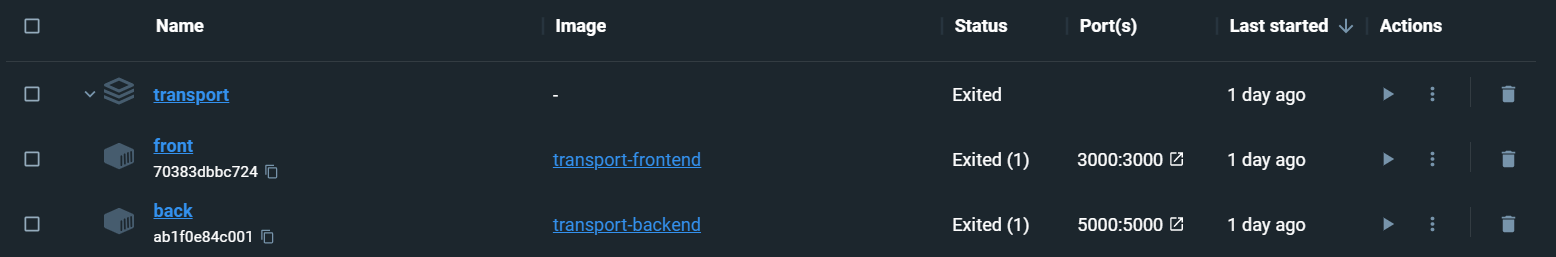 Name Image Status Port(s) Last started Actions
transport - Exited 1 day ago
front
70383dbbc724 transport-frontend Exited (1) 3000:3000 1 day ago
back
ab1f0e84c001 transport-backend Exited (1) 5000:5000 1 day ago